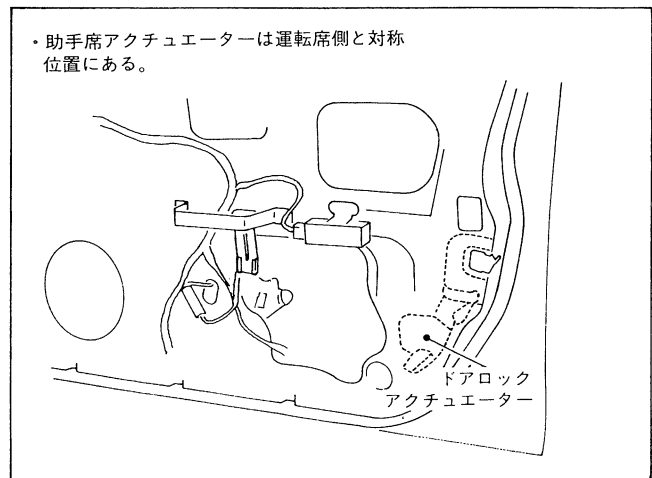 ・助手席アクチュエーターは運転席側と対称
位置にある。
ドアロック
アクチュエーター